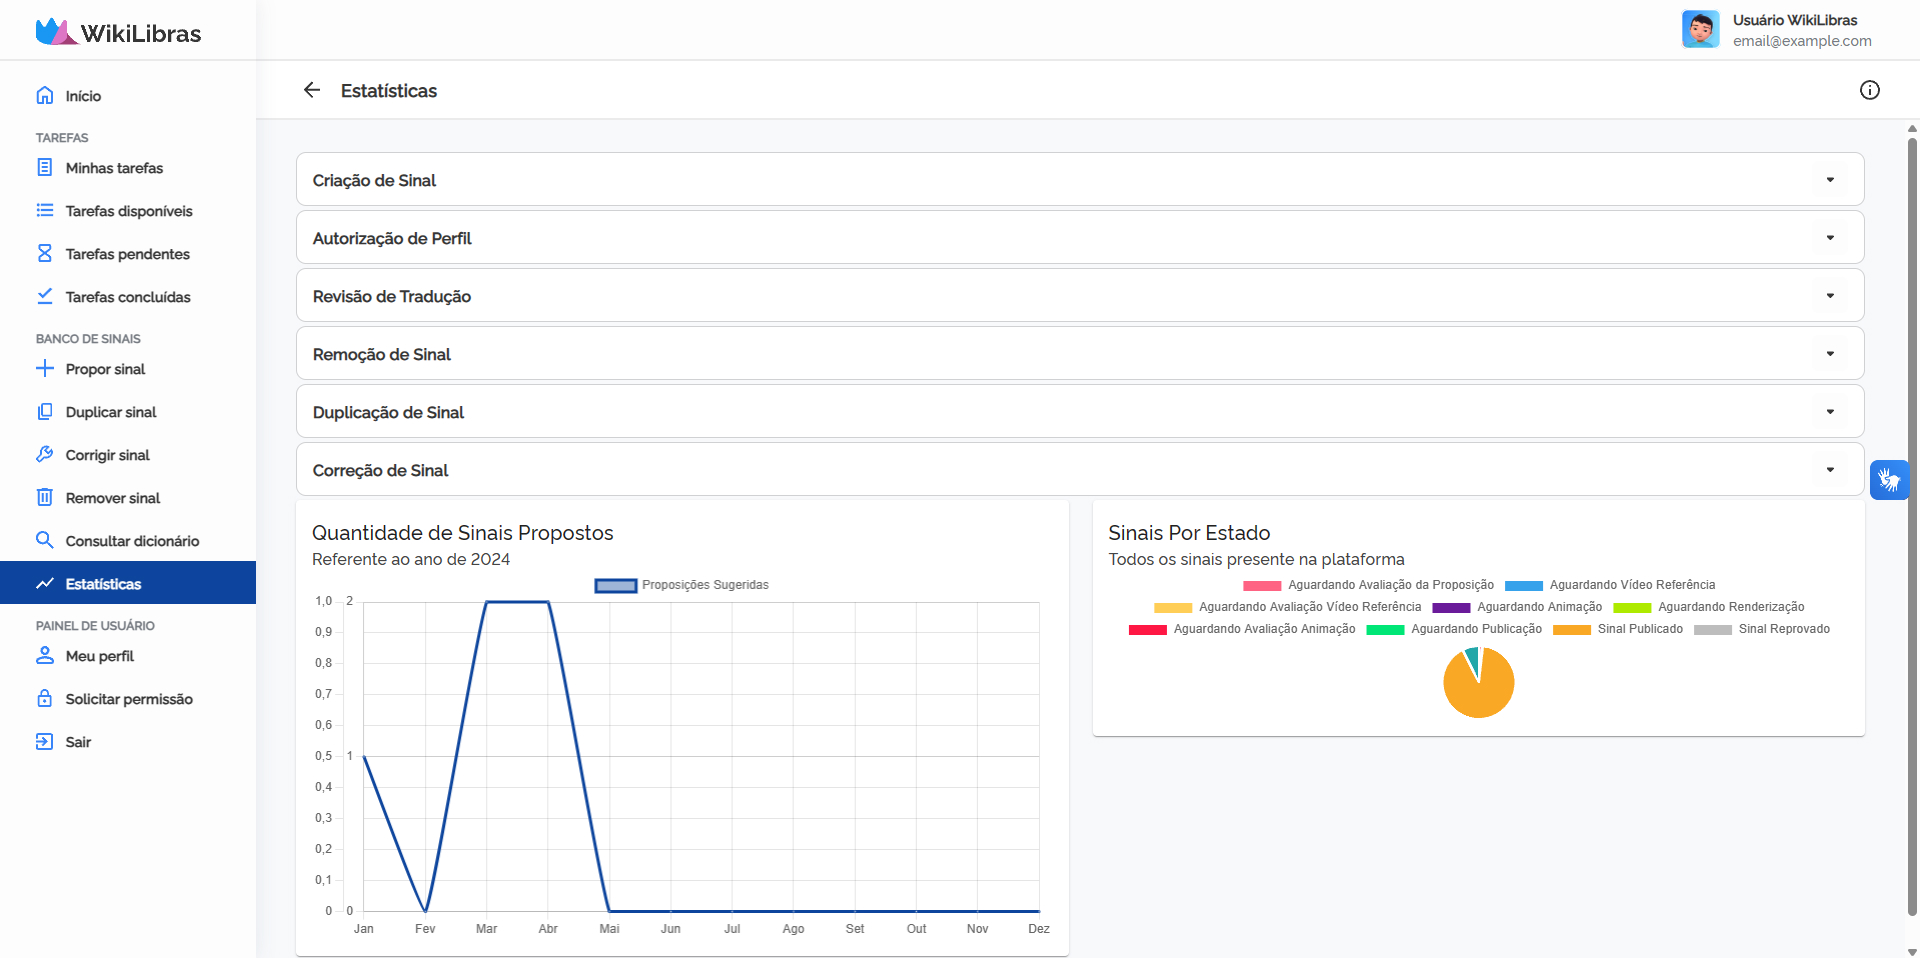 WikiLibras
Usuário WikiLibras
email@example.com
Início
TAREFAS
Minhas tarefas
Tarefas disponíveis
Tarefas pendentes
Tarefas concluídas
BANCO DE SINAIS
Propor sinal
Duplicar sinal
Corrigir sinal
Remover sinal
Consultar dicionário
Estatísticas
PAINEL DE USUÁRIO
Meu perfil
Solicitar permissão
Sair
Estatísticas
Criação de Sinal
Autorização de Perfil
Revisão de Tradução
Remoção de Sinal
Duplicação de Sinal
Correção de Sinal
Quantidade de Sinais Propostos
Referente ao ano de 2024
Proposições Sugeridas
1,0 2
0,9
0,8
0,7
0,6
0,5 1
0,4
0,3
0,2
0,1
0 0
Jan Fev Mar Abr Mai Jun Jul Ago Set Out Nov Dez
Sinais Por Estado
Todos os sinais presente na plataforma
Aguardando Avaliação da Proposição Aguardando Vídeo Referência
Aguardando Avaliação Vídeo Referência Aguardando Animação Aguardando Renderização
Aguardando Avaliação Animação Aguardando Publicação Sinal Publicado Sinal Reprovado